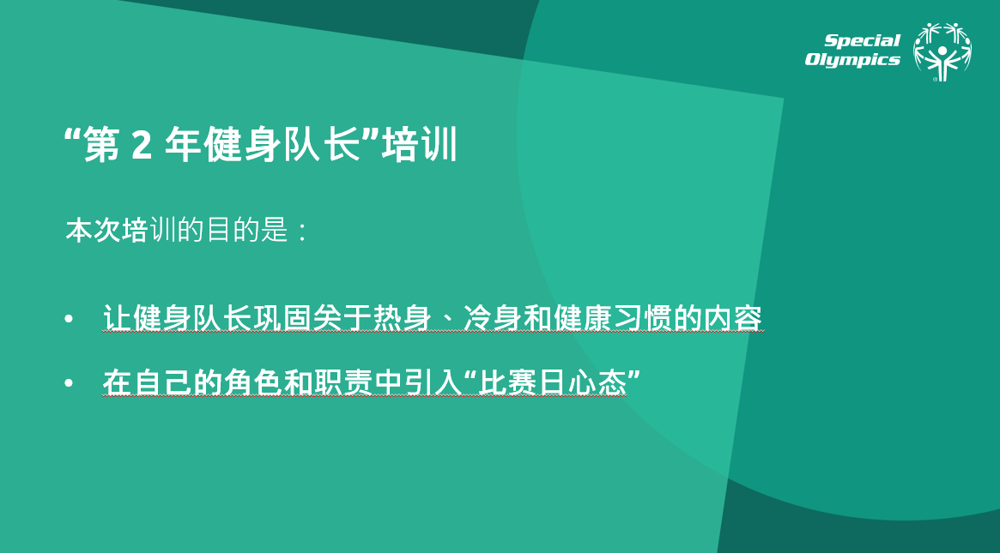 Special
Olympics
“第 2 年健身队长”培训
本次培训的目的是：
• 让健身队长巩固关于热身、冷身和健康习惯的内容
• 在自己的角色和职责中引入“比赛日心态”